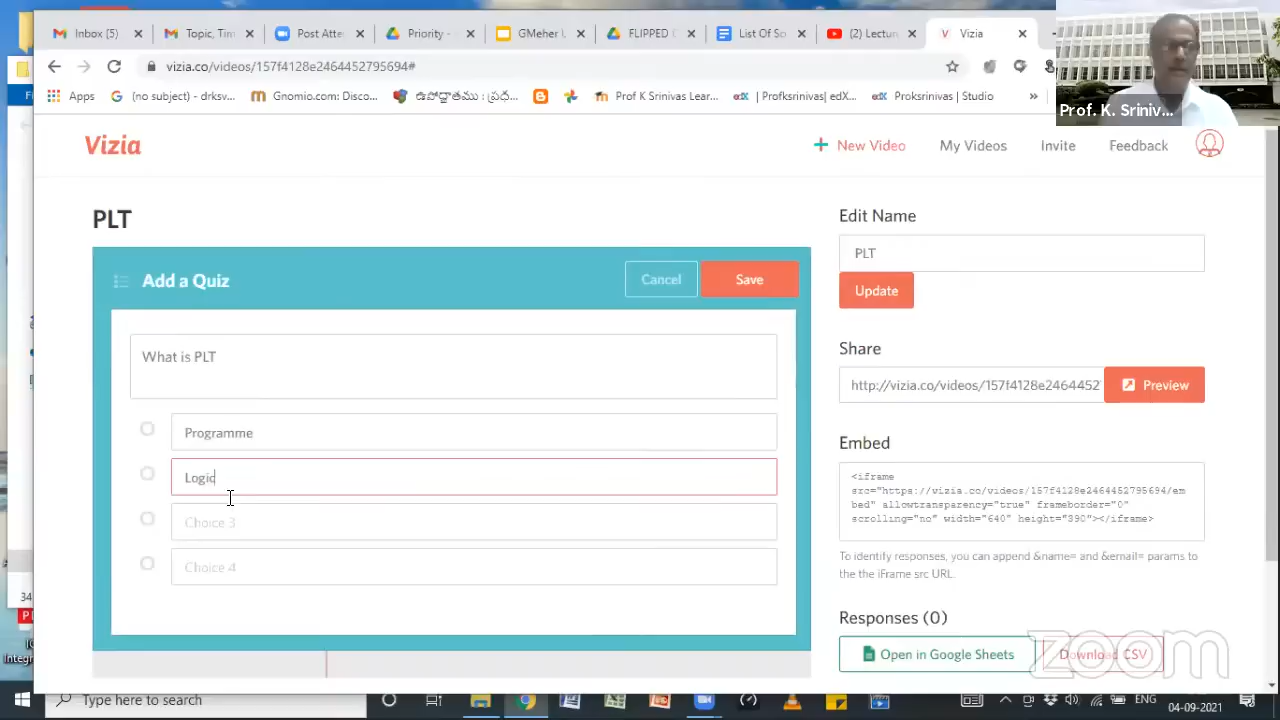 Inbox (5)
Topic, Tim
Post Atter
Priority -
GMeher
FLIPPED
List Of So
(2) Lectur
Vizia
vizia.co/videos/157f4128e2464452795694#
Apps
(no subject) - drksv...
Gnomio.com: Doma...
Prof K Srinivas Lear...
| Profksrinivas| edX...
Proksrinivas | Studio
»
Prof. K. Sriniv...
Vizia
+ New Video
My Videos
Invite
Feedback
PLT
Add a Quiz
Cancel
Save
What is PLT
Programme
Logic
Choice 3
Choice 4
Edit Name
PLT
Update
Share
http://vizia.co/videos/157f4128e2464452
Preview
Embed
<iframe
src="https://vizia.co/videos/157f4128e2464452795694/em
bed" allowtransparency="true" frameborder="0"
scrolling="no" width="640" height="390"></iframe>
To identify responses, you can append &name= and &email= params to
the the iFrame src URL.
Responses (0)
Open in Google Sheets
Download CSV
zoom
34
Integr
Type here to search
ENG
04-09-2021